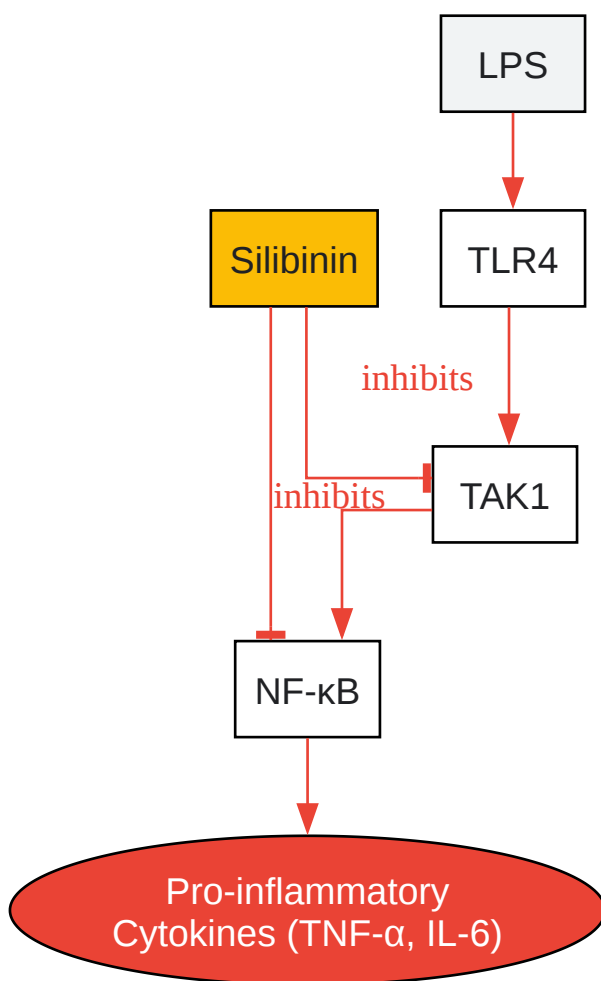 LPS
Silibinin
TLR4
inhibits
inhibits
TAK1
NF-κB
Pro-inflammatory
Cytokines (TNF-α, IL-6)